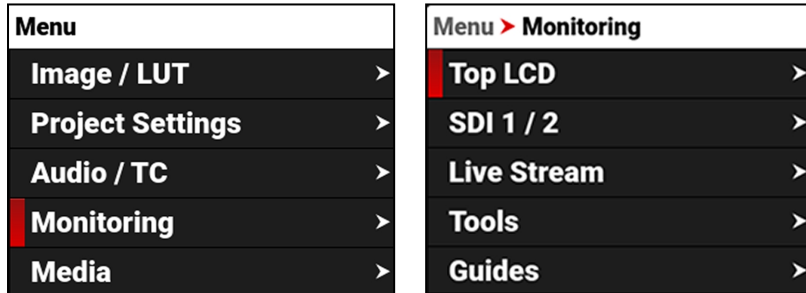 Menu
Image / LUT
Project Settings
Audio / TC
Monitoring
Media
Menu > Monitoring
Top LCD
SDI 1 / 2
Live Stream
Tools
Guides